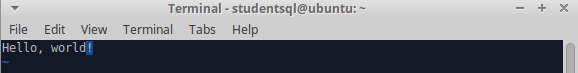 Terminal - studentsql@ubuntu: ~
File Edit View Terminal Tabs Help
Hello, world!
~